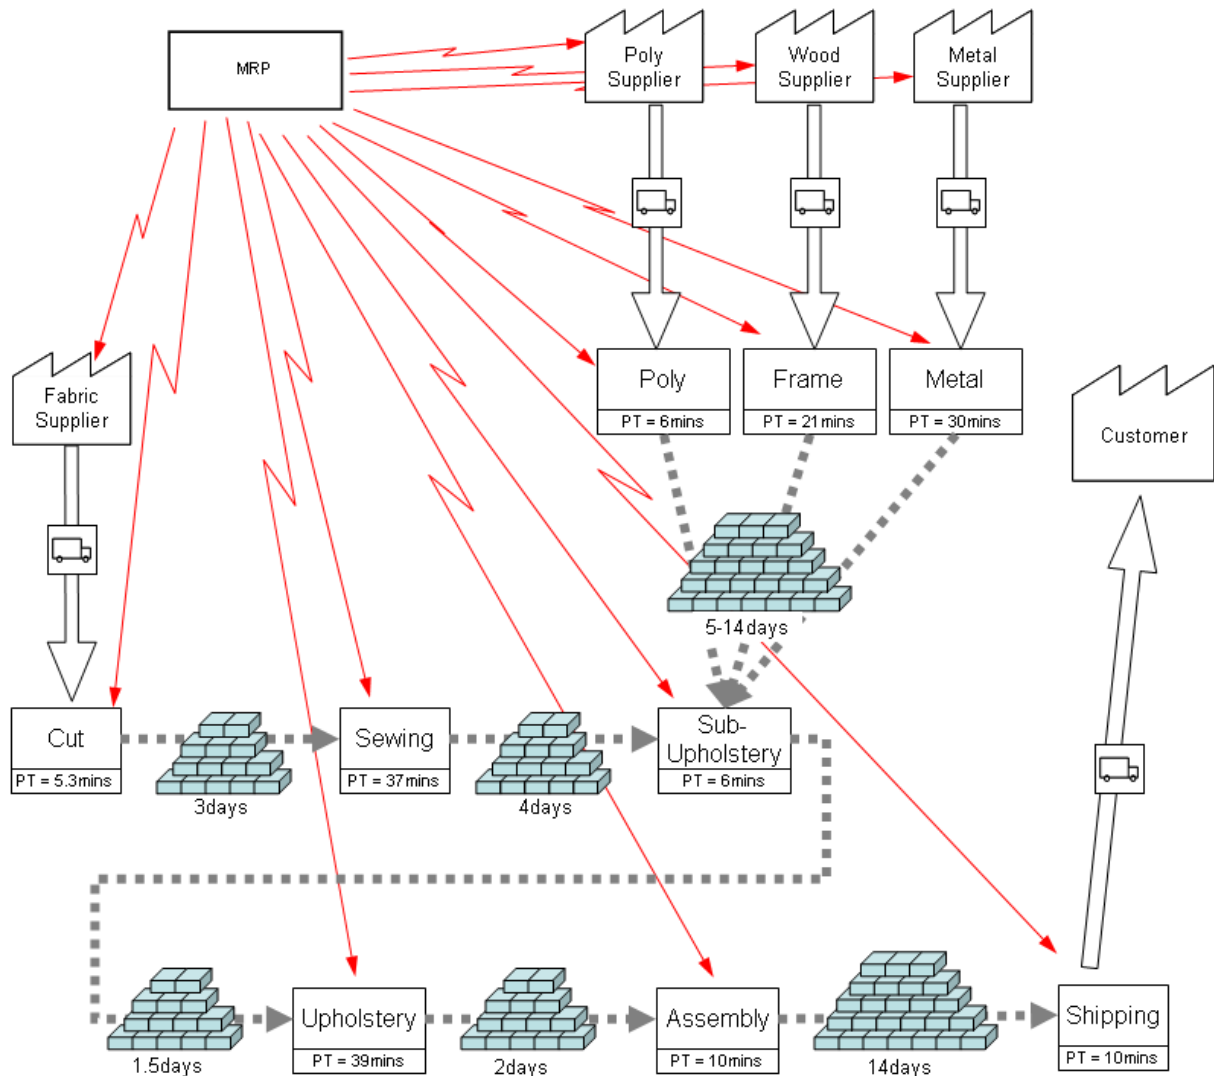 MRP
Poly
Supplier
Wood
Supplier
Metal
Supplier
Poly
PT = 6mins
Frame
PT = 21mins
Metal
PT = 30mins
Fabric
Supplier
Customer
5-14days
Cut
PT = 5.3mins
3days
Sewing
PT = 37mins
4days
Sub-
Upholstery
PT = 6mins
1.5days
Upholstery
PT = 39mins
2days
Assembly
PT = 10mins
14days
Shipping
PT = 10mins